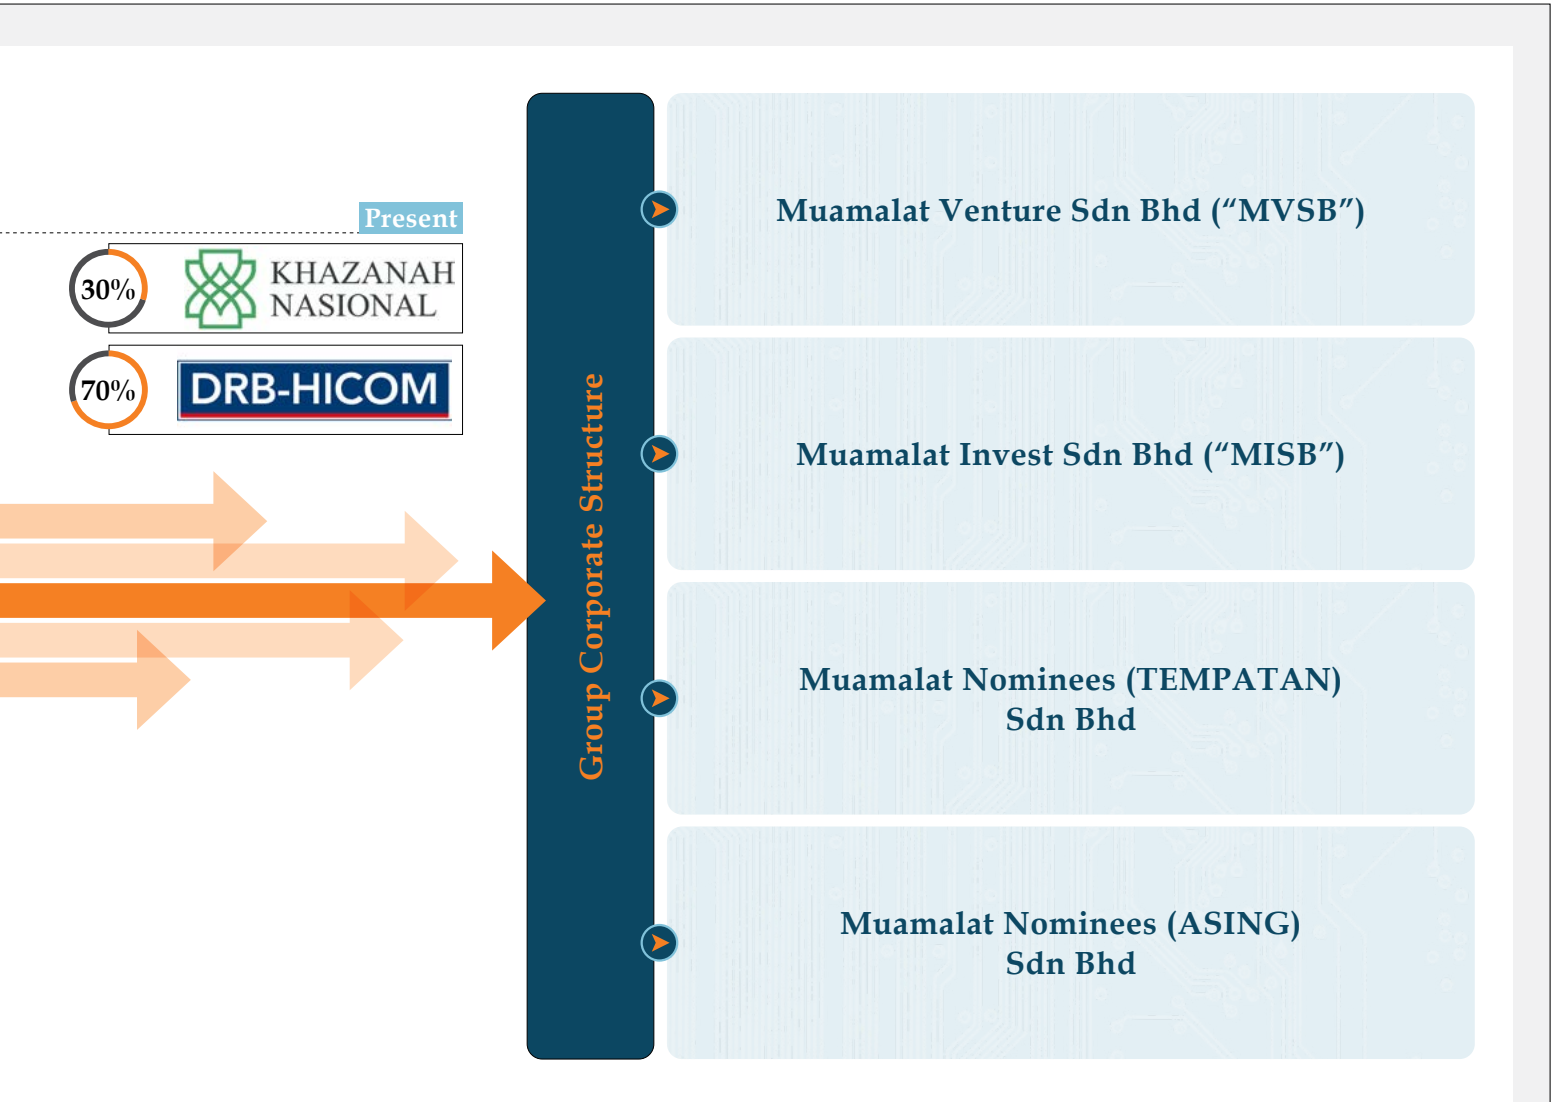 Present
30%
KHAZANAH
NASIONAL
70%
DRB-HICOM
Group Corporate Structure
Muamalat Venture Sdn Bhd (“MVSB”)
Muamalat Invest Sdn Bhd (“MISB”)
Muamalat Nominees (TEMPATAN)
Sdn Bhd
Muamalat Nominees (ASING)
Sdn Bhd